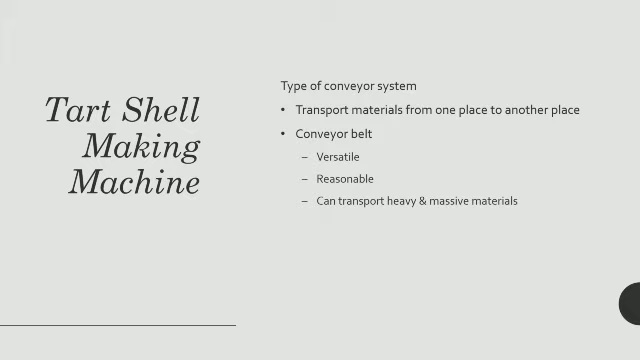 Tart Shell
Making
Machine
Type of conveyor system
• Transport materials from one place to another place
• Conveyor belt
– Versatile
– Reasonable
– Can transport heavy & massive materials